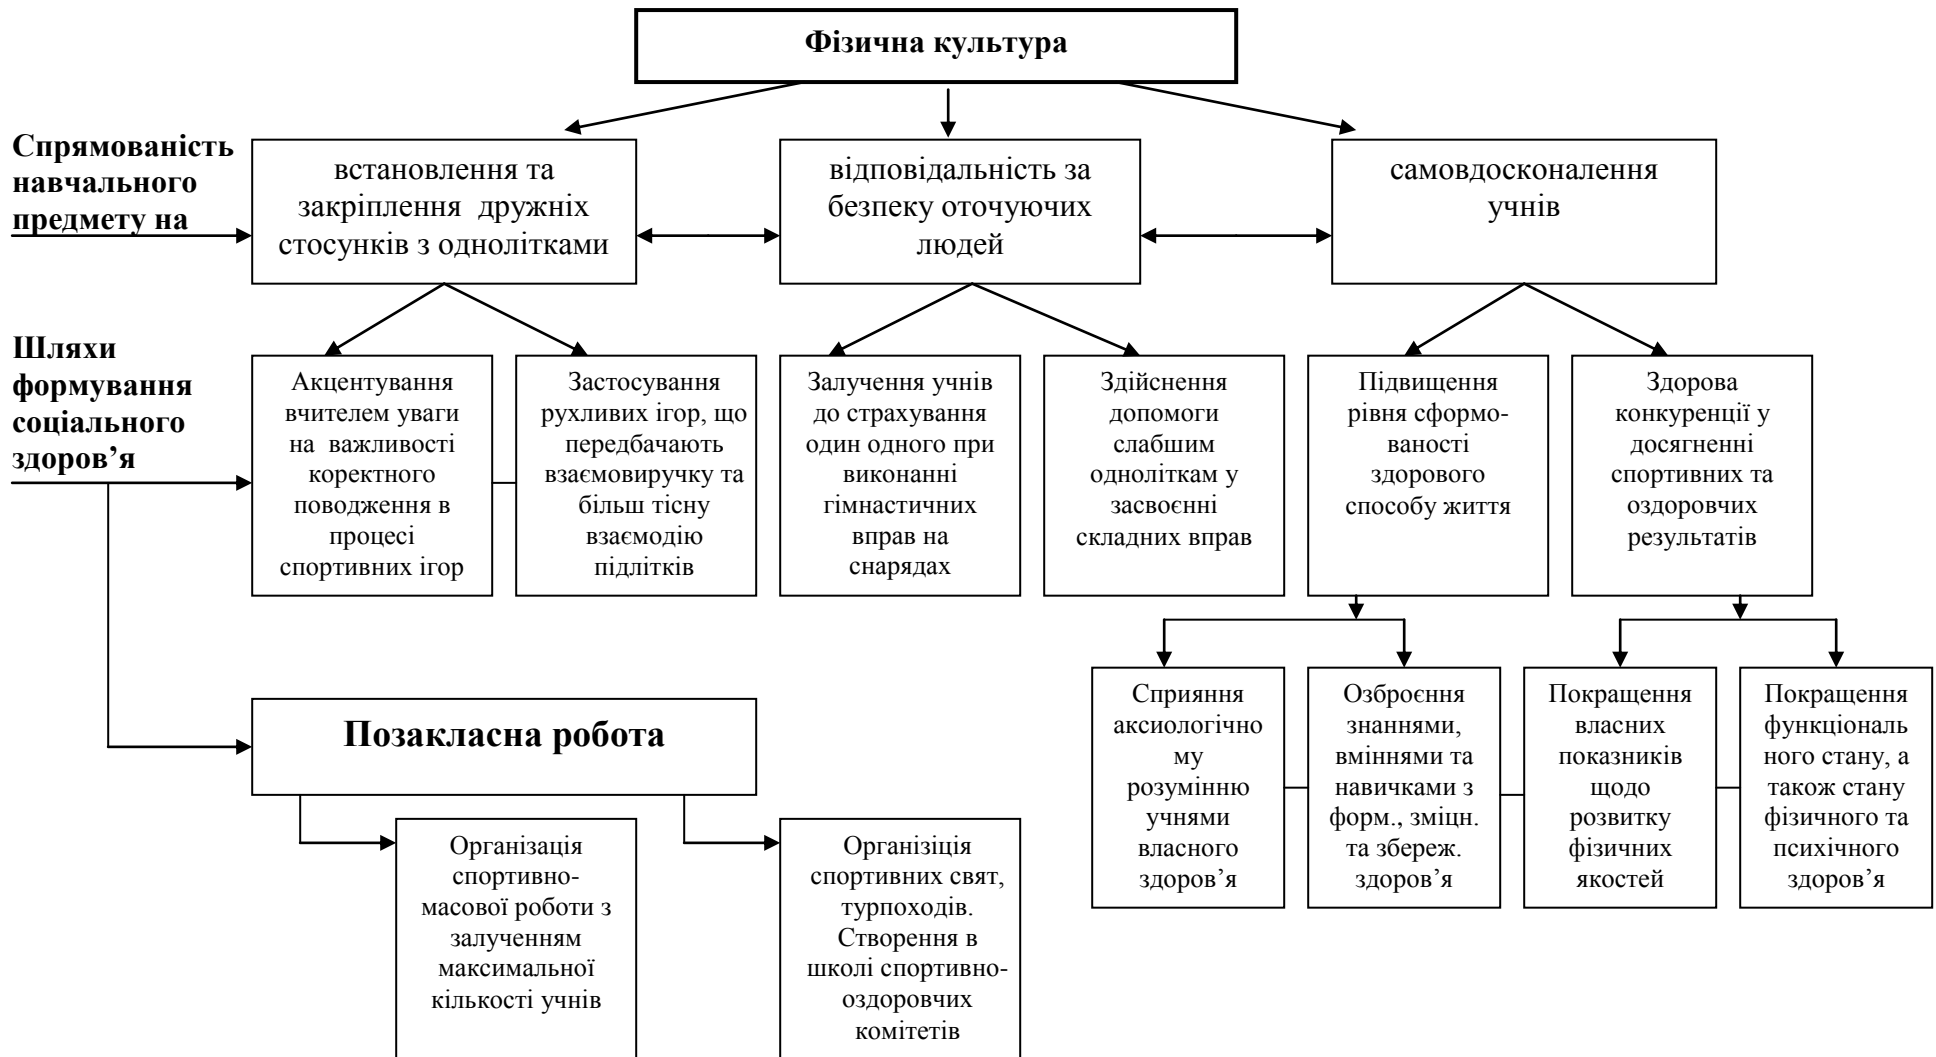 Фізична культура
Спрямованість
навчального
предмету на
встановлення та
закріплення дружніх
стосунків з однолітками
відповідальність за
безпеку оточуючих
людей
самовдосконалення
учнів
Шляхи
формування
соціального
здоров’я
Акцентування
вчителем уваги
на важливості
коректного
поводження в
процесі
спортивних ігор
Застосування
рухливих ігор, що
передбачають
взаємовиручку та
більш тісну
взаємодію
підлітків
Залучення учнів
до страхування
один одного при
виконанні
гімнастичних
вправ на
снарядах
Здійснення
допомоги
слабшим
одноліткам у
засвоєнні
складних вправ
Підвищення
рівня сформо-
ваності
здорового
способу життя
Здорова
конкуренції у
досягненні
спортивних та
оздоровчих
результатів
Сприяння
аксиологічно
му
розумінню
учнями
власного
здоров’я
Озброєння
знаннями,
вміннями та
навичками з
форм., зміцн.
та збереж.
здоров’я
Покращення
власних
показників
щодо
розвитку
фізичних
якостей
Покращення
функціональ
ного стану, а
також стану
фізичного та
психічного
здоров’я
Позакласна робота
Організація
спортивно-
масової роботи з
залученням
максимальної
кількості учнів
Організіція
спортивних свят,
турпоходів.
Створення в
школі спортивно-
оздоровчих
комітетів